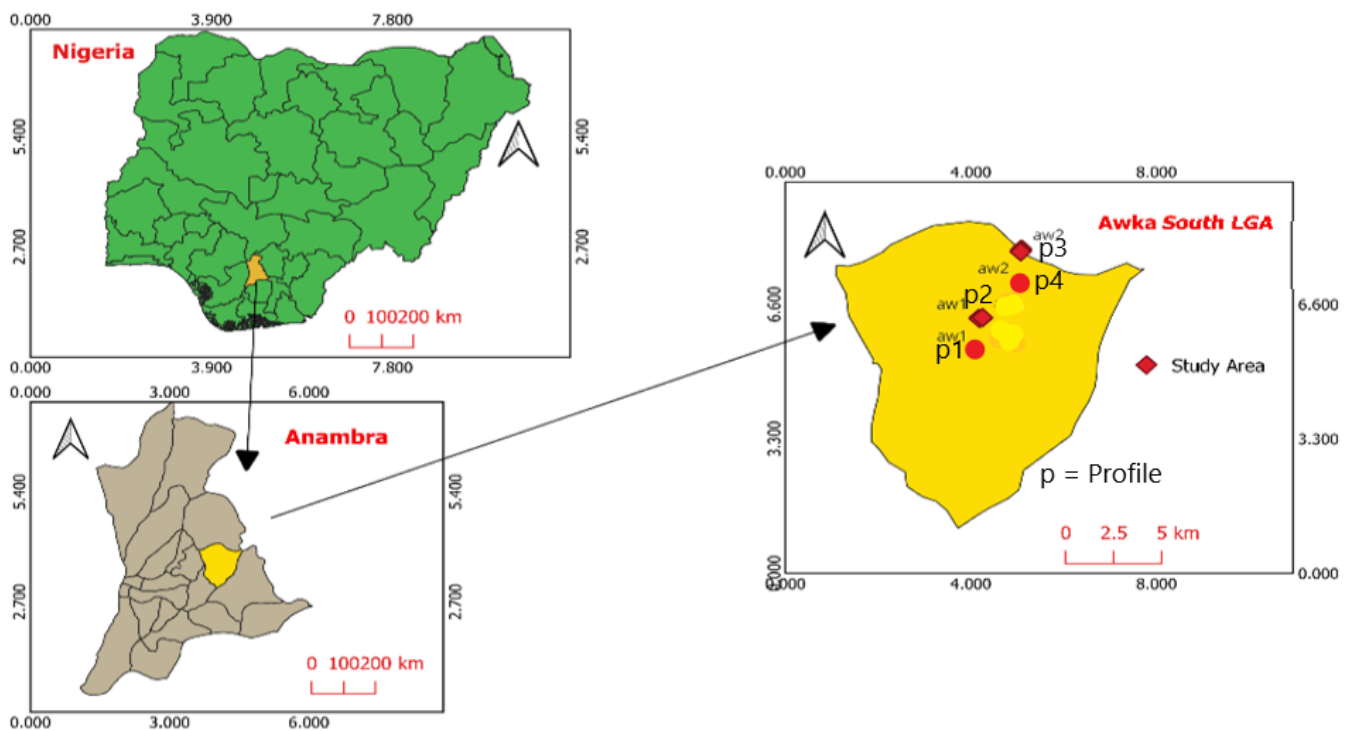 0.000 3.900 7.800
Nigeria
5.400 5.400
2.700 2.700
0 100200 km
3.900 7.800
0.000 3.000 6.000
Anambra
5.400 5.400
2.700 2.700
0 100200 km
0.000 3.000 6.000
0.000 4.000 8.000
Awka South LGA
aw2
p3
aw2
p4
6.600 6.600
aw1 p2
aw1
p1
Study Area
3.300 3.300
p = Profile
0 2.5 5 km
0.000 0.000
0.000 4.000 8.000